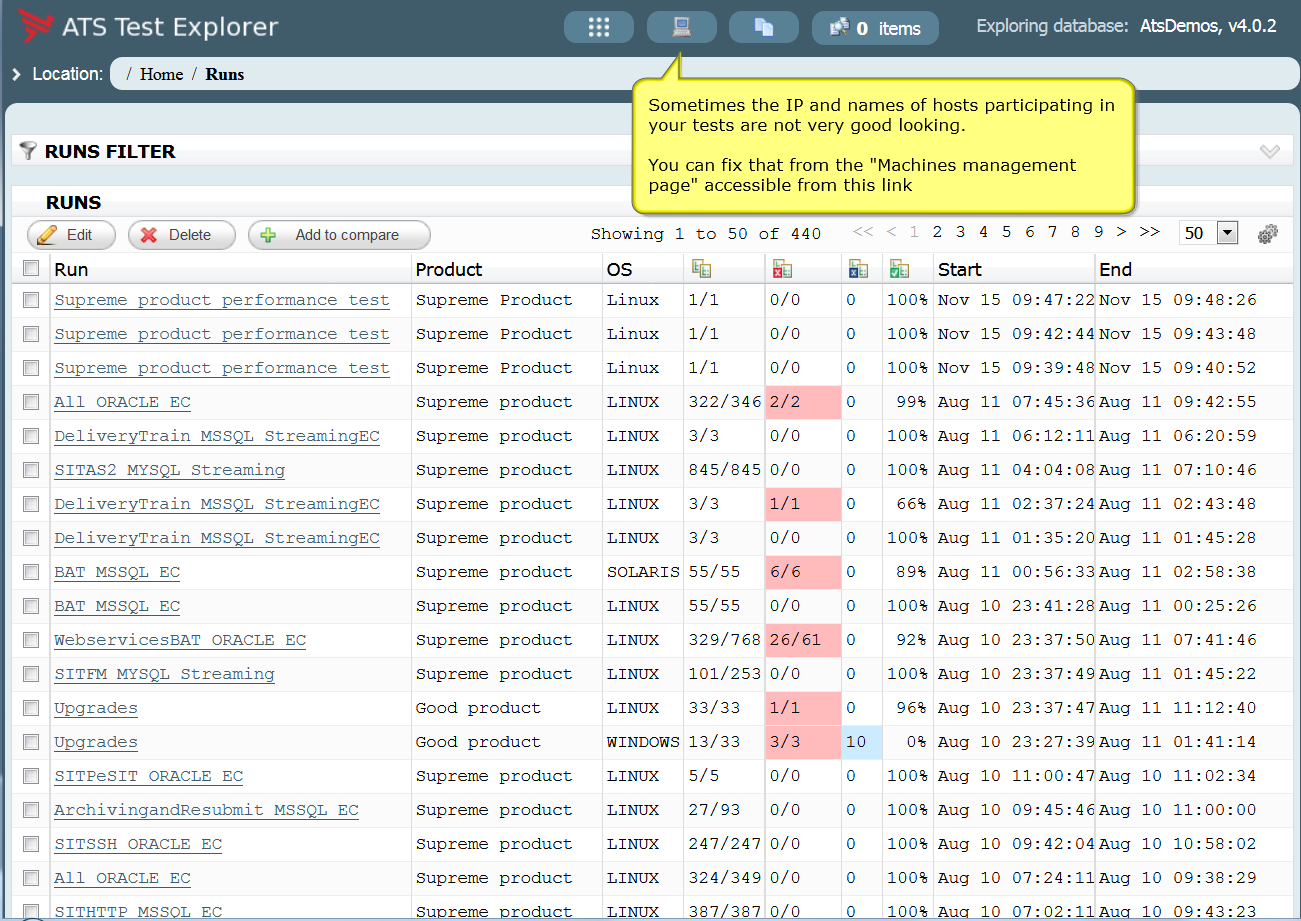 ATS Test Explorer
0 items
Exploring database: AtsDemos, v4.0.2
Location: / Home / Runs
Sometimes the IP and names of hosts participating in
your tests are not very good looking.
You can fix that from the "Machines management
page" accessible from this link
RUNS FILTER
RUNS
Edit Delete Add to compare Showing 1 to 50 of 440 << < 1 2 3 4 5 6 7 8 9 > >> 50
Run Product OS Start End
Supreme product performance test Supreme Product Linux 1/1 0/0 0 100% Nov 15 09:47:22 Nov 15 09:48:26
Supreme product performance test Supreme Product Linux 1/1 0/0 0 100% Nov 15 09:42:44 Nov 15 09:43:48
Supreme product performance test Supreme Product Linux 1/1 0/0 0 100% Nov 15 09:39:48 Nov 15 09:40:52
All ORACLE EC Supreme product LINUX 322/346 2/2 0 99% Aug 11 07:45:36 Aug 11 09:42:55
DeliveryTrain MSSQL StreamingEC Supreme product LINUX 3/3 0/0 0 100% Aug 11 06:12:11 Aug 11 06:20:59
SITAS2 MYSQL Streaming Supreme product LINUX 845/845 0/0 0 100% Aug 11 04:04:08 Aug 11 07:10:46
DeliveryTrain MSSQL StreamingEC Supreme product LINUX 3/3 1/1 0 66% Aug 11 02:37:24 Aug 11 02:43:48
DeliveryTrain MSSQL StreamingEC Supreme product LINUX 3/3 0/0 0 100% Aug 11 01:35:20 Aug 11 01:45:28
BAT MSSQL EC Supreme product SOLARIS 55/55 6/6 0 89% Aug 11 00:56:33 Aug 11 02:58:38
BAT MSSQL EC Supreme product LINUX 55/55 0/0 0 100% Aug 10 23:41:28 Aug 11 00:25:26
WebservicesBAT ORACLE EC Supreme product LINUX 329/768 26/61 0 92% Aug 10 23:37:50 Aug 11 07:41:46
SITFM MYSQL Streaming Supreme product LINUX 101/253 0/0 0 100% Aug 10 23:37:49 Aug 11 01:45:22
Upgrades Good product LINUX 33/33 1/1 0 96% Aug 10 23:37:47 Aug 11 11:12:40
Upgrades Good product WINDOWS 13/33 3/3 10 0% Aug 10 23:27:39 Aug 11 01:41:14
SITPeSIT ORACLE EC Supreme product LINUX 5/5 0/0 0 100% Aug 10 11:00:47 Aug 10 11:02:34
ArchivingandResubmit MSSQL EC Supreme product LINUX 27/93 0/0 0 100% Aug 10 09:45:46 Aug 10 11:00:00
SITSSH ORACLE EC Supreme product LINUX 247/247 0/0 0 100% Aug 10 09:42:04 Aug 10 10:58:02
All ORACLE EC Supreme product LINUX 324/349 0/0 0 100% Aug 10 07:24:11 Aug 10 09:38:29
SITHTTP MSSQL EC Supreme product LINUX 387/387 0/0 0 100% Aug 10 07:02:11 Aug 10 09:43:23